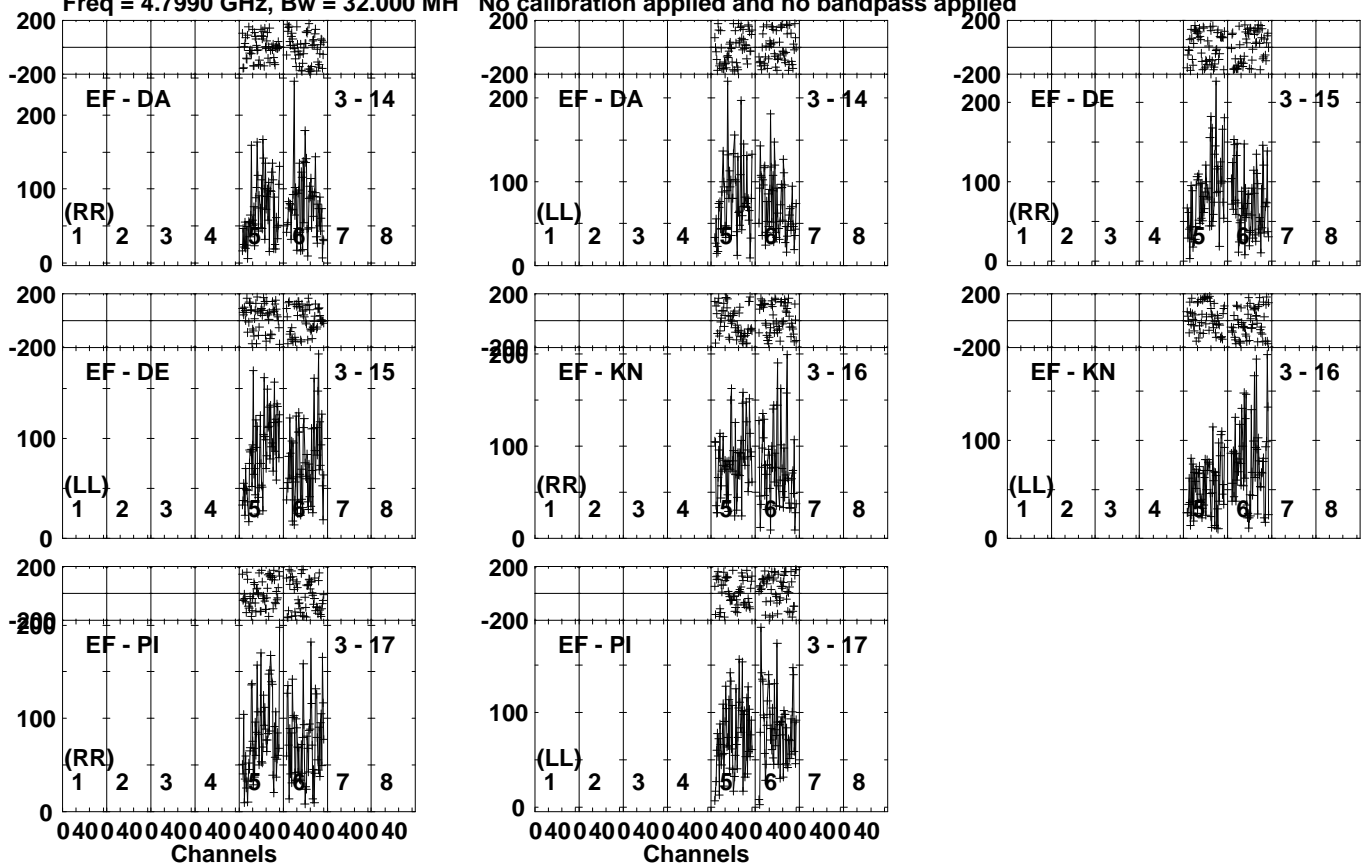 Freq = 4.7990 GHz, Bw = 32.000 MH No calibration applied and no bandpass applied
200
-200
EF - DA 3 - 14
200
100
(RR)
1 2 3 4 5 6 7 8
0
EF - DA 3 - 14
200
100
(LL)
1 2 3 4 5 6 7 8
0
200
-200
EF - DE 3 - 15
200
100
(RR)
1 2 3 4 5 6 7 8
0
200
-200
EF - DE 3 - 15
100
(LL)
1 2 3 4 5 6 7 8
0
200
-200
200
EF - KN 3 - 16
100
(RR)
1 2 3 4 5 6 7 8
0
200
-200
EF - KN 3 - 16
100
(LL)
1 2 3 4 5 6 7 8
0
200
-200
200
EF - PI 3 - 17
100
(RR)
1 2 3 4 5 6 7 8
0
0 40 0 40 0 40 0 40 0 40 0 40 0 40 0 40
Channels
200
-200
EF - PI 3 - 17
100
(LL)
1 2 3 4 5 6 7 8
0
0 40 0 40 0 40 0 40 0 40 0 40 0 40 0 40
Channels